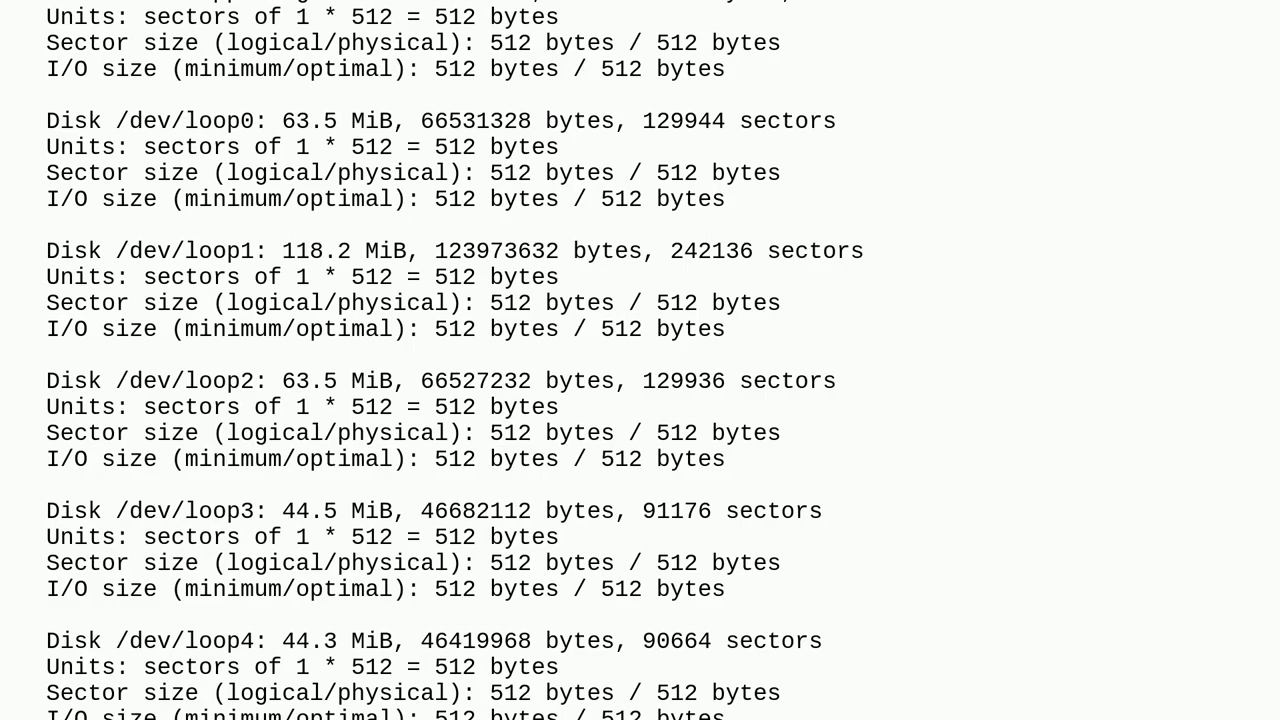 Units: sectors of 1 * 512 = 512 bytes
Sector size (logical/physical): 512 bytes / 512 bytes
I/O size (minimum/optimal): 512 bytes / 512 bytes
Disk /dev/loop0: 63.5 MiB, 66531328 bytes, 129944 sectors
Units: sectors of 1 * 512 = 512 bytes
Sector size (logical/physical): 512 bytes / 512 bytes
I/O size (minimum/optimal): 512 bytes / 512 bytes
Disk /dev/loop1: 118.2 MiB, 123973632 bytes, 242136 sectors
Units: sectors of 1 * 512 = 512 bytes
Sector size (logical/physical): 512 bytes / 512 bytes
I/O size (minimum/optimal): 512 bytes / 512 bytes
Disk /dev/loop2: 63.5 MiB, 66527232 bytes, 129936 sectors
Units: sectors of 1 * 512 = 512 bytes
Sector size (logical/physical): 512 bytes / 512 bytes
I/O size (minimum/optimal): 512 bytes / 512 bytes
Disk /dev/loop3: 44.5 MiB, 46682112 bytes, 91176 sectors
Units: sectors of 1 * 512 = 512 bytes
Sector size (logical/physical): 512 bytes / 512 bytes
I/O size (minimum/optimal): 512 bytes / 512 bytes
Disk /dev/loop4: 44.3 MiB, 46419968 bytes, 90664 sectors
Units: sectors of 1 * 512 = 512 bytes
Sector size (logical/physical): 512 bytes / 512 bytes
I/O size (minimum/optimal): 512 bytes / 512 bytes